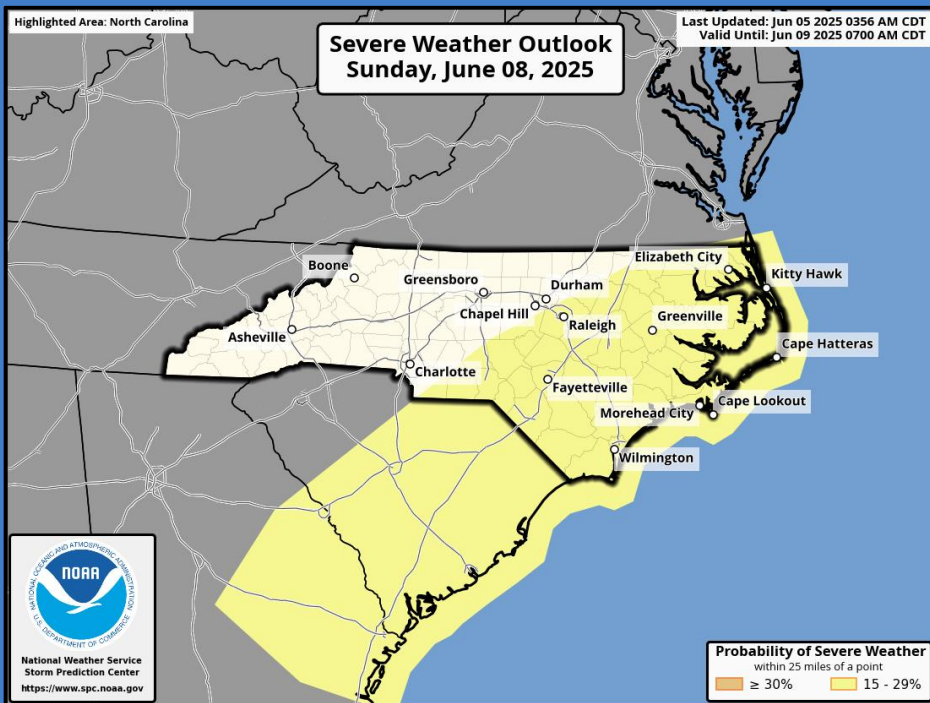 Highlighted Area: North Carolina
Last Updated: Jun 05 2025 0356 AM CDT
Valid Until: Jun 09 2025 0700 AM CDT
Severe Weather Outlook
Sunday, June 08, 2025
Boone
Greensboro
Durham
Elizabeth City
Kitty Hawk
Chapel Hill
Raleigh
Greenville
Asheville
Charlotte
Cape Hatteras
Fayetteville
Morehead City
Cape Lookout
Wilmington
NATIONAL OCEANIC AND ATMOSPHERIC ADMINISTRATION
NOAA
U.S. DEPARTMENT OF COMMERCE
National Weather Service
Storm Prediction Center
https://www.spc.noaa.gov
Probability of Severe Weather
within 25 miles of a point
≥ 30%
15 - 29%